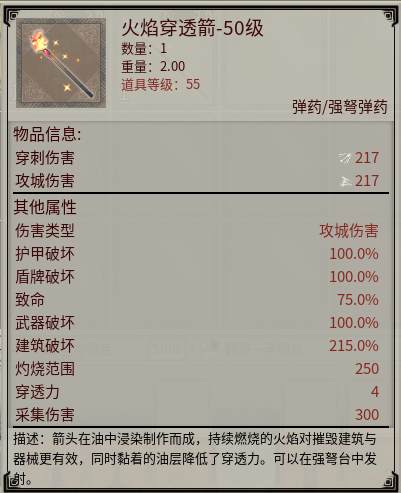 火焰穿透箭-50级
数量：1
重量：2.00
道具等级：55
弹药/强弩弹药
物品信息:
穿刺伤害 217
攻城伤害 217
其他属性
伤害类型 攻城伤害
护甲破坏 100.0%
盾牌破坏 100.0%
致命 75.0%
武器破坏 100.0%
建筑破坏 215.0%
灼烧范围 250
穿透力 4
采集伤害 300
描述：箭头在油中浸染制作而成，持续燃烧的火焰对摧毁建筑与
器械更有效，同时黏着的油层降低了穿透力。可以在强弩台中发
射。